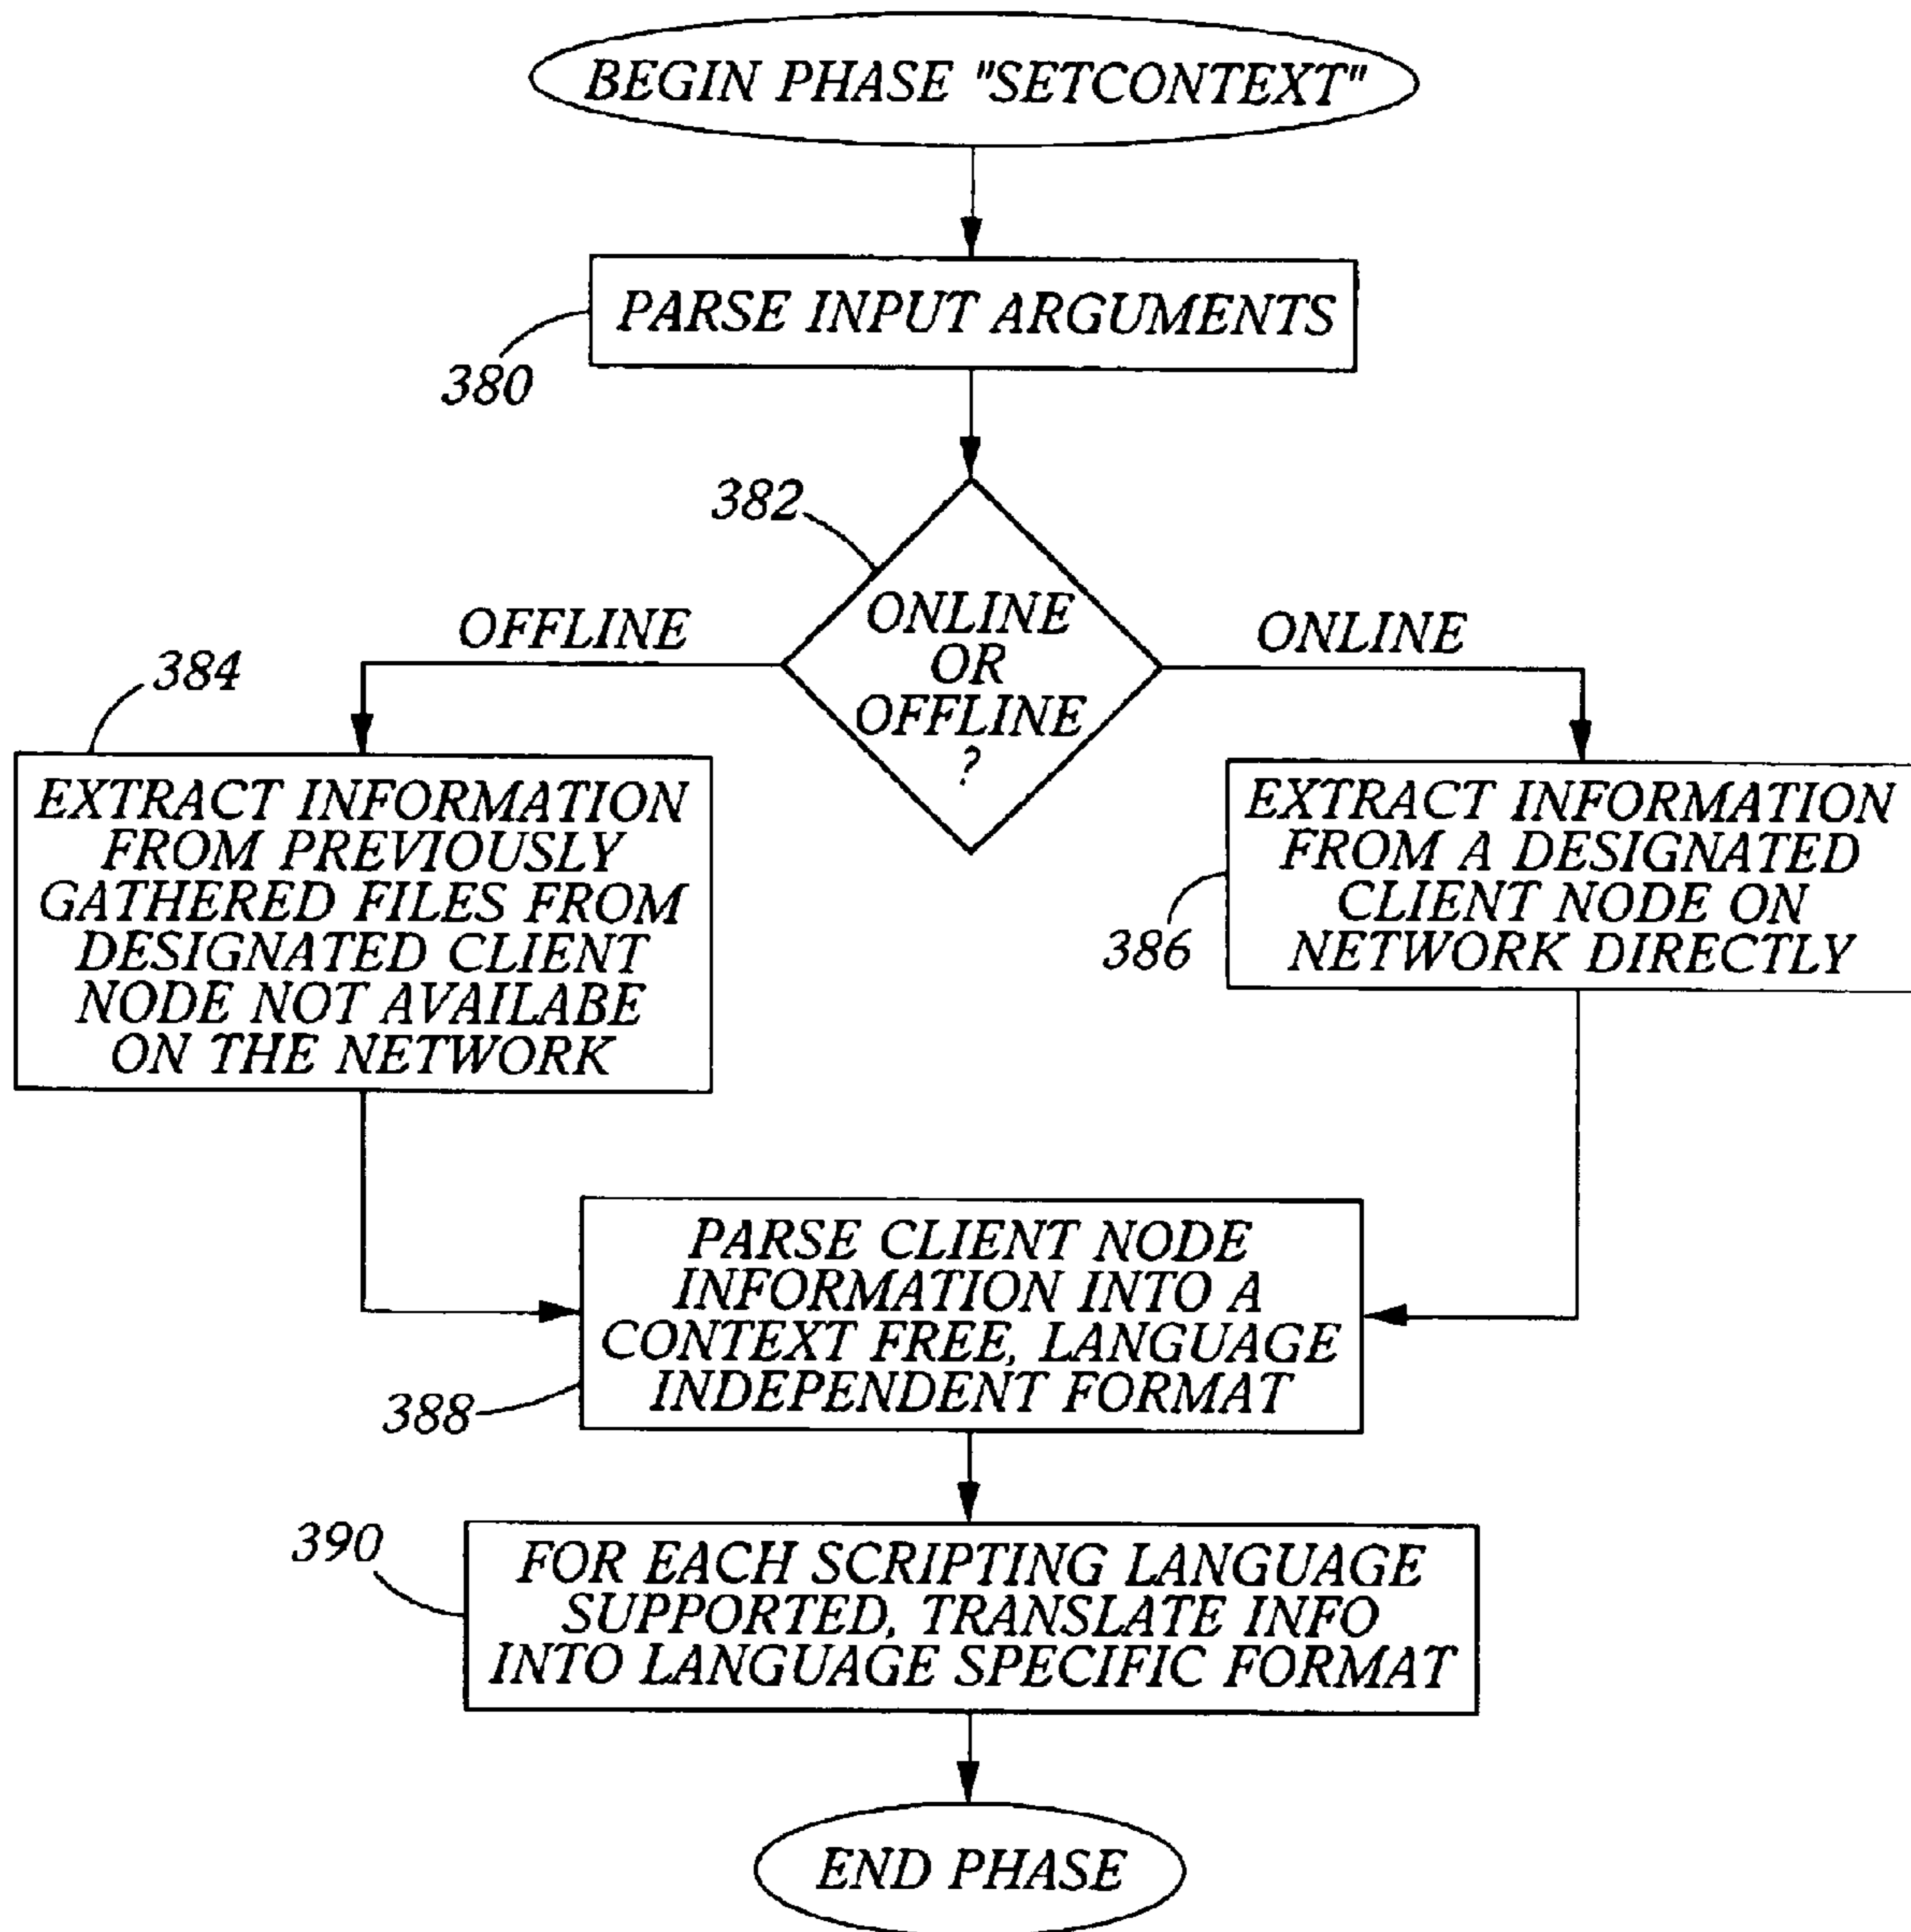 BEGIN PHASE "SETCONTEXT"
PARSE INPUT ARGUMENTS
380
382
ONLINE
OR
OFFLINE
?
OFFLINE
ONLINE
384
EXTRACT INFORMATION
FROM PREVIOUSLY
GATHERED FILES FROM
DESIGNATED CLIENT
NODE NOT AVAILABE
ON THE NETWORK
EXTRACT INFORMATION
FROM A DESIGNATED
CLIENT NODE ON
NETWORK DIRECTLY
386
PARSE CLIENT NODE
INFORMATION INTO A
CONTEXT FREE, LANGUAGE
INDEPENDENT FORMAT
388
390
FOR EACH SCRIPTING LANGUAGE
SUPPORTED, TRANSLATE INFO
INTO LANGUAGE SPECIFIC FORMAT
END PHASE